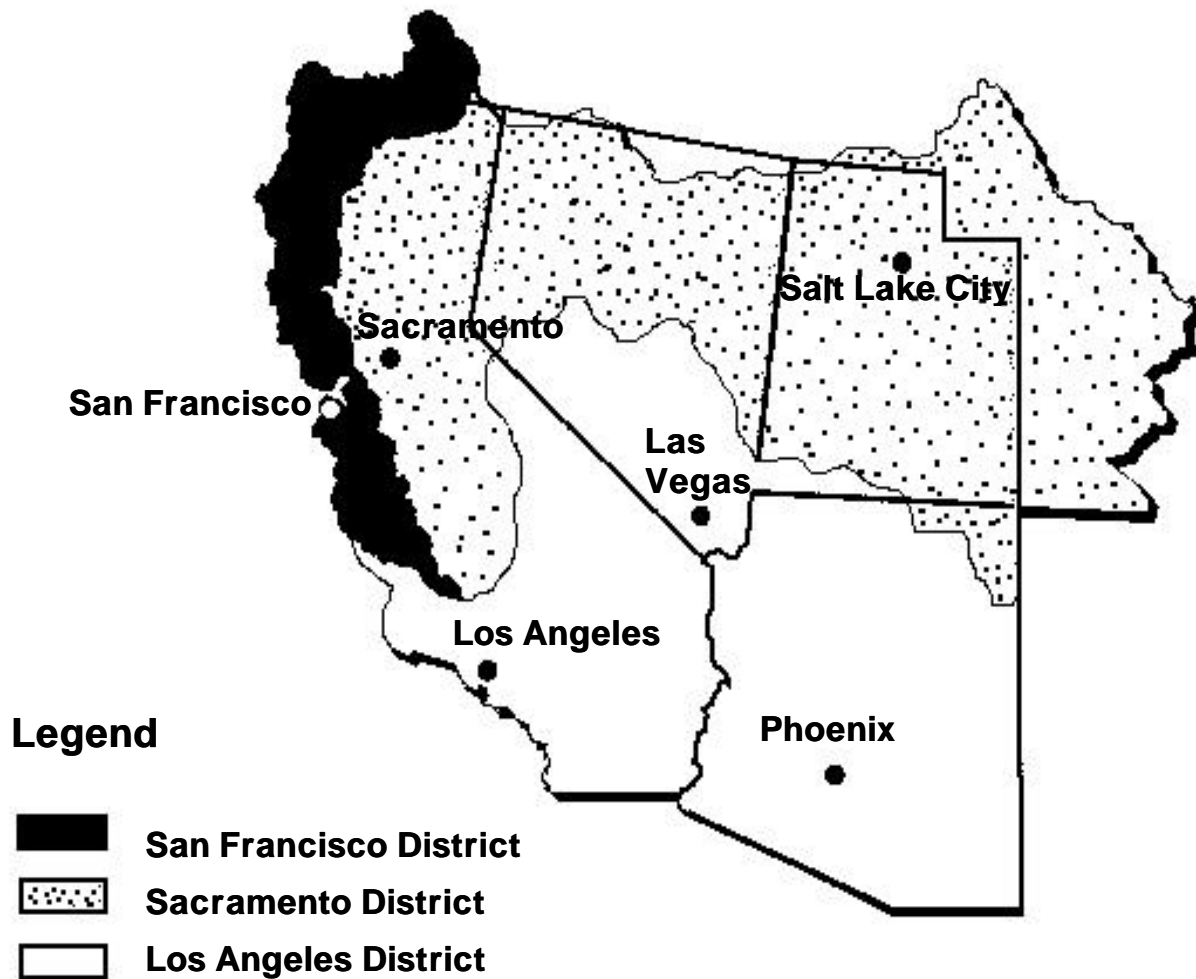 Salt Lake City
Sacramento
San Francisco
Las
Vegas
Los Angeles
Phoenix
Legend
San Francisco District
Sacramento District
Los Angeles District